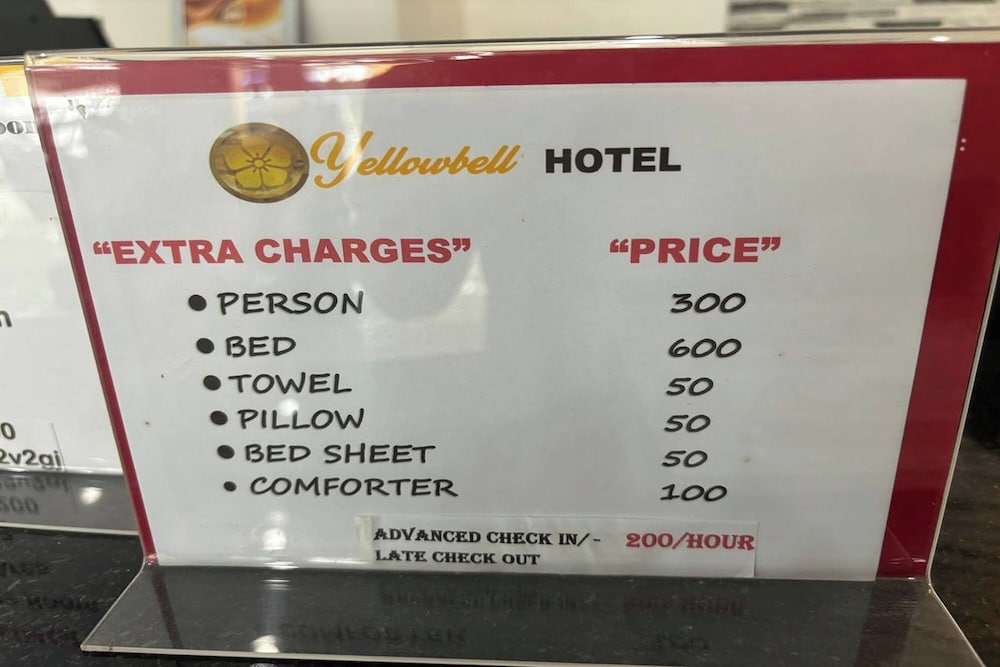 Yellowbell HOTEL
“EXTRA CHARGES” “PRICE”
• PERSON 300
• BED 600
• TOWEL 50
• PILLOW 50
• BED SHEET 50
• COMFORTER 100
ADVANCED CHECK IN/- 200/HOUR
LATE CHECK OUT
2v2gj